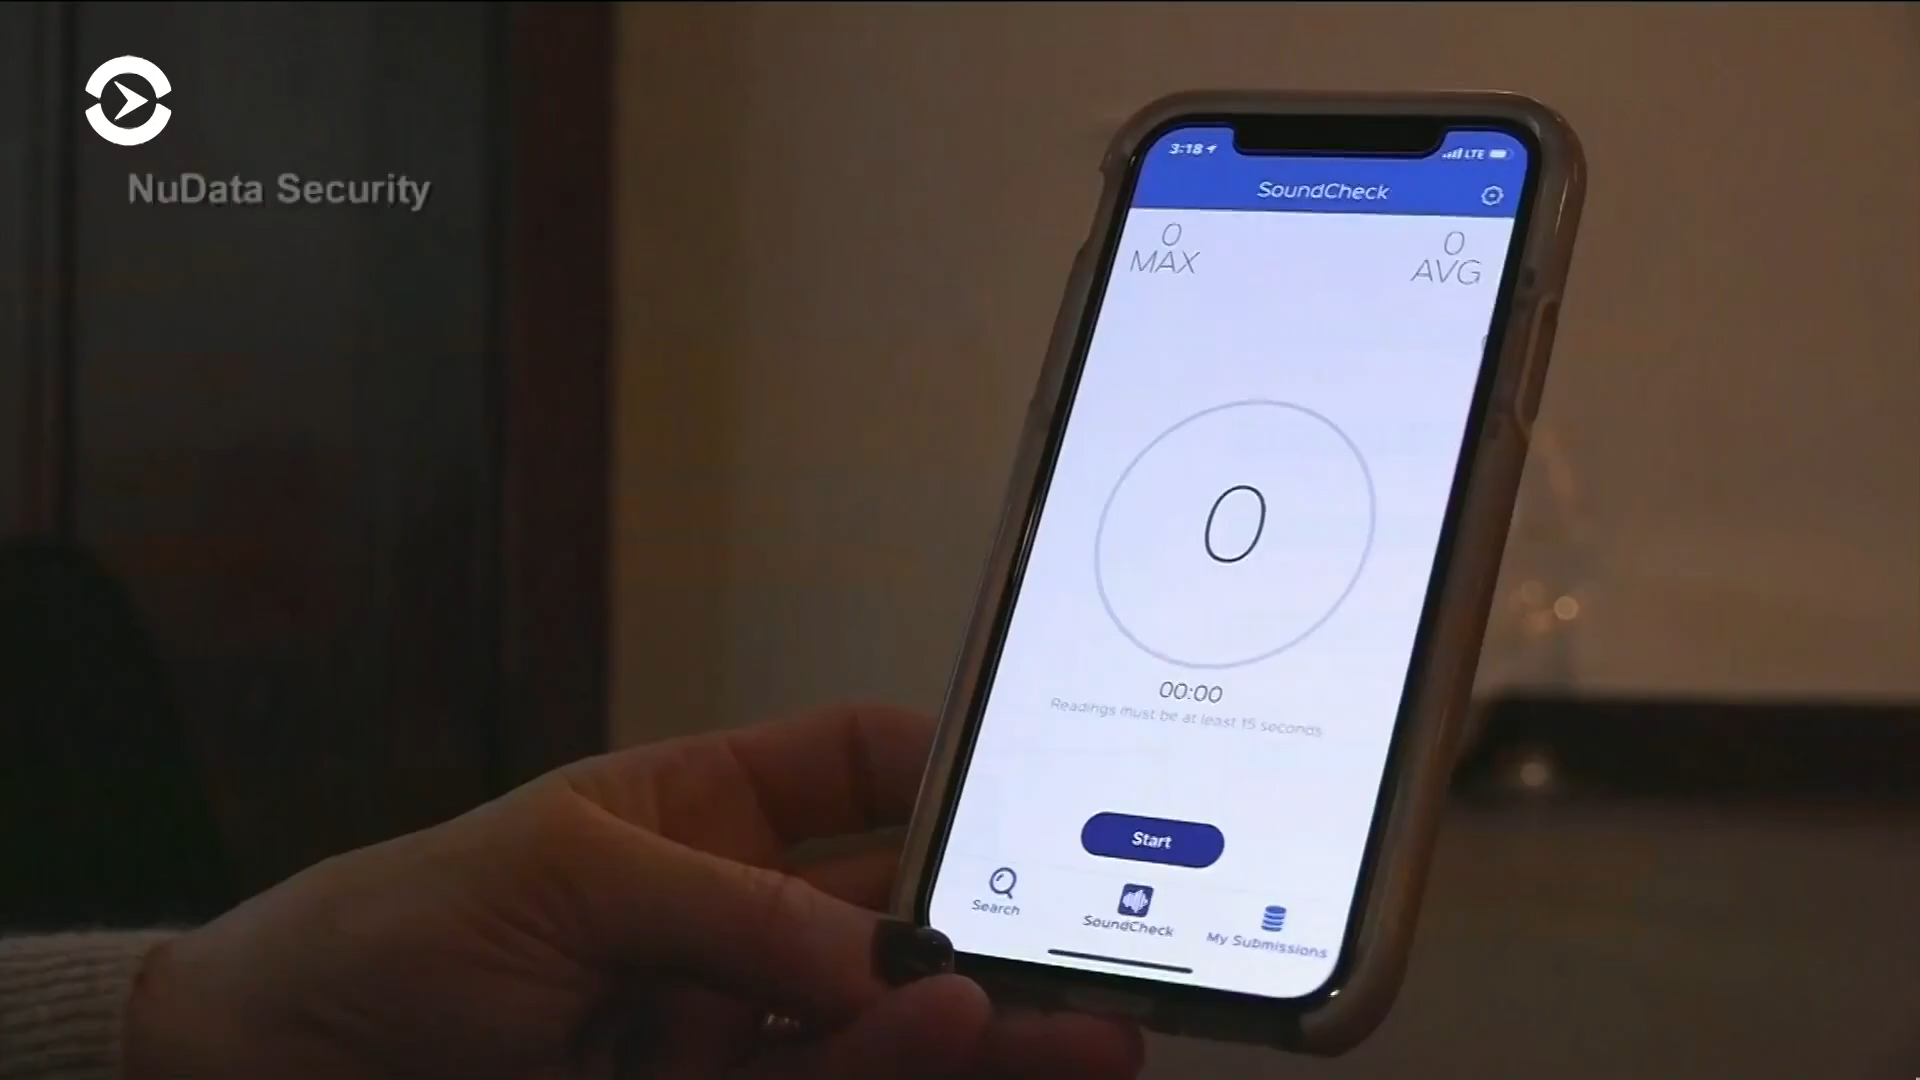 NuData Security
3:18
LTE
SoundCheck
0
MAX
0
AVG
0
00:00
Readings must be at least 15 seconds
Start
Search
SoundCheck
My Submissions